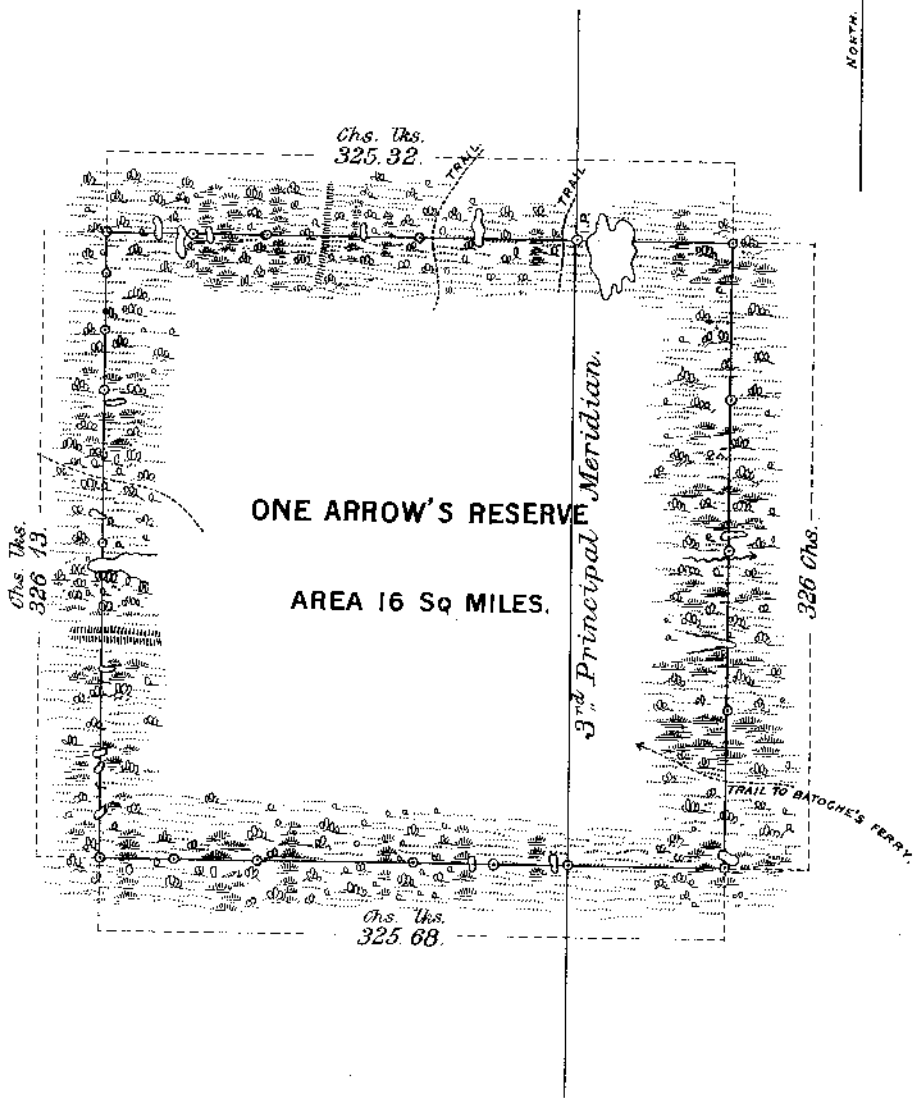 NORTH.
Chs. lks.
325.32.
TRAIL
TRAIL
I.P.
ONE ARROW'S RESERVE
AREA 16 Sq MILES.
3rd Principal Meridian.
Chs. lks.
326 13.
326 Chs.
TRAIL TO BATOCHE'S FERRY.
Chs. lks.
325.68.